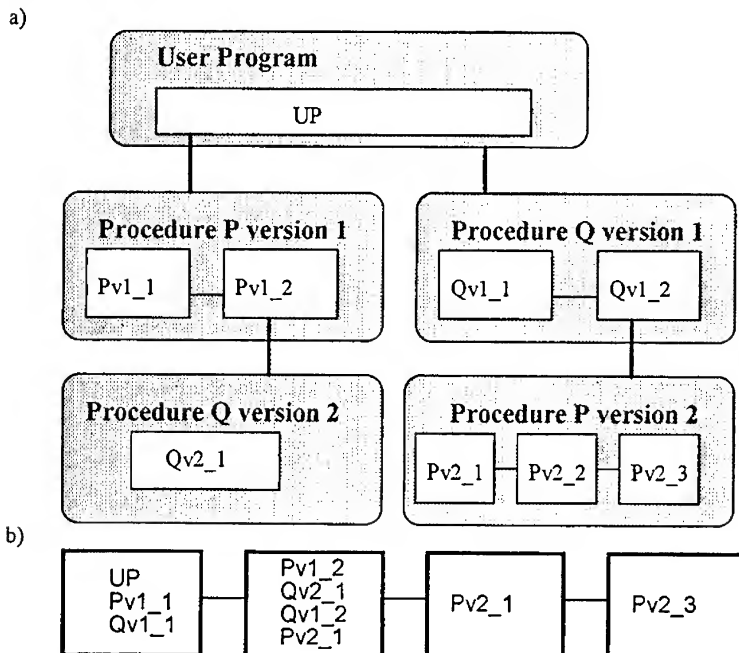 a)
User Program
UP
Procedure P version 1
Pv1_1
Pv1_2
Procedure Q version 1
Qv1_1
Qv1_2
Procedure Q version 2
Qv2_1
Procedure P version 2
Pv2_1
Pv2_2
Pv2_3
b)
UP
Pv1_1
Qv1_1
Pv1_2
Qv2_1
Qv1_2
Pv2_1
Pv2_1
Pv2_3